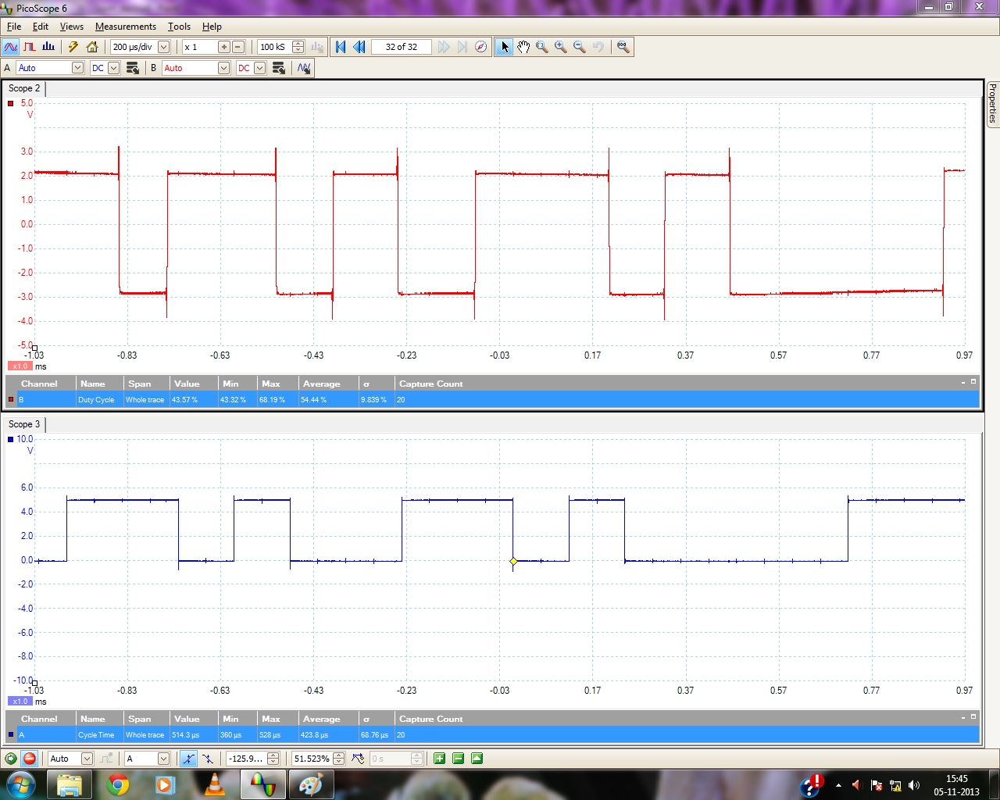 PicoScope 6
File Edit Views Measurements Tools Help
200 µs/div x 1 100 kS 32 of 32
A Auto DC B Auto DC
Scope 2
Properties
5.0
V
3.0
2.0
1.0
0.0
-1.0
-2.0
-3.0
-4.0
-5.0
-1.03 -0.83 -0.63 -0.43 -0.23 -0.03 0.17 0.37 0.57 0.77 0.97
x1.0 ms
Channel Name Span Value Min Max Average σ Capture Count
B Duty Cycle Whole trace 43.57 % 43.32 % 68.19 % 54.44 % 9.839 % 20
Scope 3
10.0
V
6.0
4.0
2.0
0.0
-2.0
-4.0
-6.0
-8.0
-10.0
-1.03 -0.83 -0.63 -0.43 -0.23 -0.03 0.17 0.37 0.57 0.77 0.97
x1.0 ms
Channel Name Span Value Min Max Average σ Capture Count
A Cycle Time Whole trace 514.3 µs 360 µs 528 µs 423.8 µs 68.76 µs 20
Auto A -125.9... 51.523% 0 s
15:45
05-11-2013